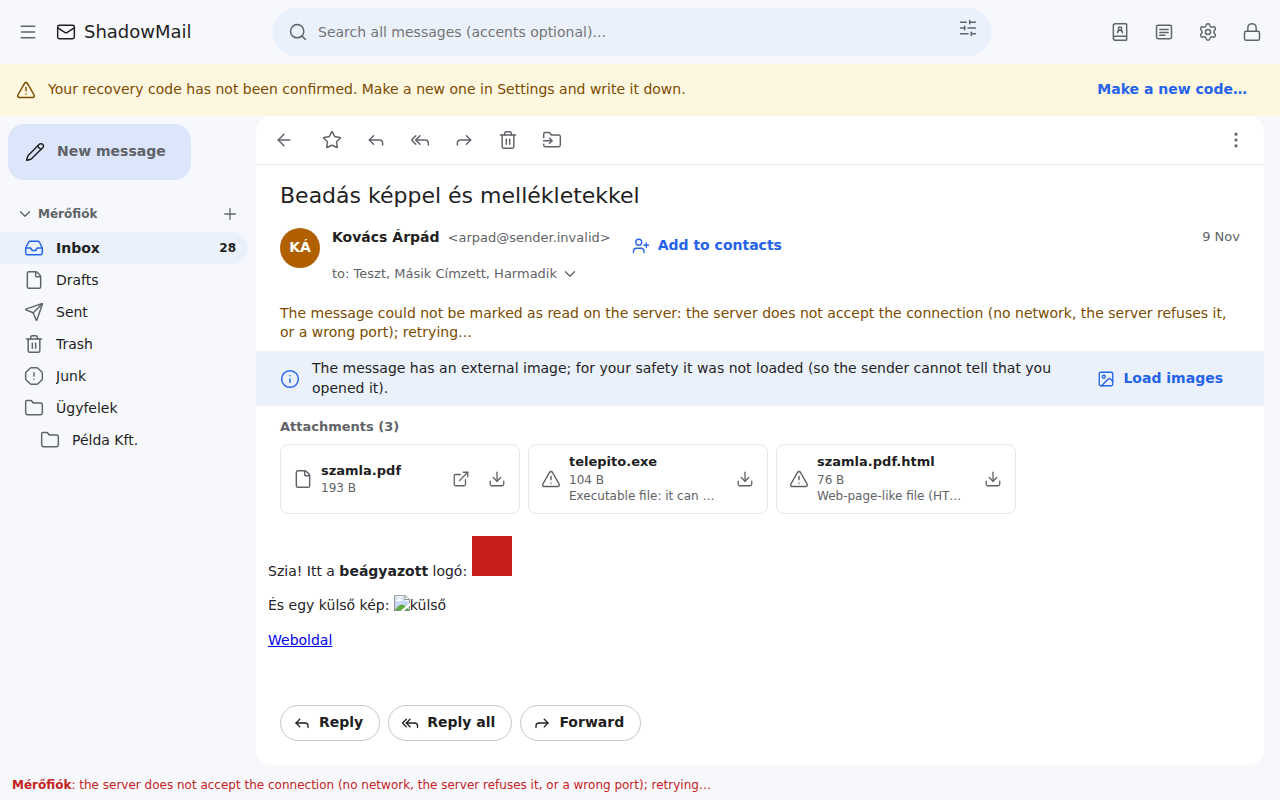 ShadowMail
Search all messages (accents optional)…
Your recovery code has not been confirmed. Make a new one in Settings and write it down.
Make a new code…
New message
Mérőfiók
Inbox 28
Drafts
Sent
Trash
Junk
Ügyfelek
Példa Kft.
Beadás képpel és mellékletekkel
KÁ
Kovács Árpád <arpad@sender.invalid>
Add to contacts
9 Nov
to: Teszt, Másik Címzett, Harmadik
The message could not be marked as read on the server: the server does not accept the connection (no network, the server refuses it,
or a wrong port); retrying…
The message has an external image; for your safety it was not loaded (so the sender cannot tell that you
opened it).
Load images
Attachments (3)
szamla.pdf
193 B
telepito.exe
104 B
Executable file: it can …
szamla.pdf.html
76 B
Web-page-like file (HT…
Szia! Itt a beágyazott logó:
És egy külső kép: külső
Weboldal
Reply
Reply all
Forward
Mérőfiók: the server does not accept the connection (no network, the server refuses it, or a wrong port); retrying…